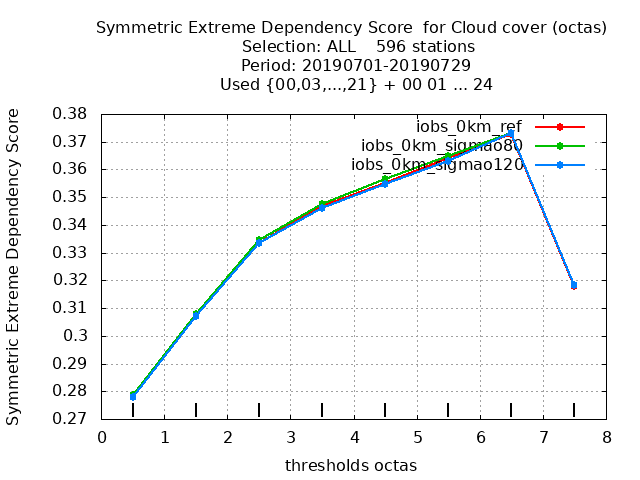 Symmetric Extreme Dependency Score  for Cloud cover (octas)
Selection: ALL    596 stations
Period: 20190701-20190729
Used {00,03,...,21} + 00 01 ... 24
Symmetric Extreme Dependency Score
0.38
0.37
0.36
0.35
0.34
0.33
0.32
0.31
0.3
0.29
0.28
0.27
iobs_0km_ref
iobs_0km_sigmao80
iobs_0km_sigmao120
0 1 2 3 4 5 6 7 8
thresholds octas